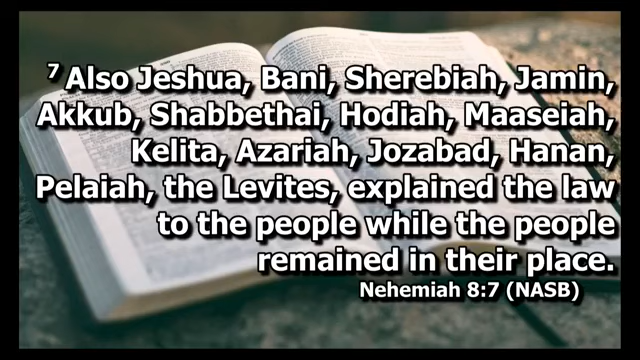 7 Also Jeshua, Bani, Sherebiah, Jamin,
Akkub, Shabbethai, Hodiah, Maaseiah,
Kelita, Azariah, Jozabad, Hanan,
Pelaiah, the Levites, explained the law
to the people while the people
remained in their place.
Nehemiah 8:7 (NASB)